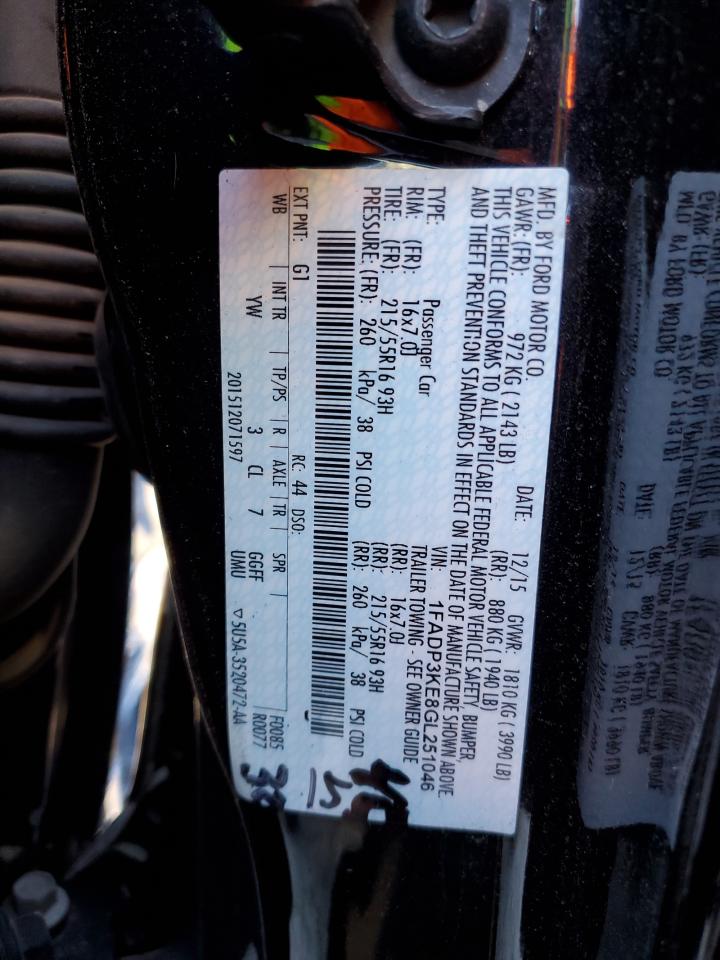 MFD. BY FORD MOTOR CO. DATE: 12/15 GVWR: 1810 KG ( 3990 LB)
GAWR: (FR): 972 KG ( 2143 LB) (RR): 880 KG ( 1940 LB)
THIS VEHICLE CONFORMS TO ALL APPLICABLE FEDERAL MOTOR VEHICLE SAFETY, BUMPER,
AND THEFT PREVENTION STANDARDS IN EFFECT ON THE DATE OF MANUFACTURE SHOWN ABOVE
VIN: 1FADP3KE8GL251046
TYPE: Passenger Car TRAILER TOWING - SEE OWNER GUIDE
RIM: (FR): 16x7.0J (RR): 16x7.0J
TIRE: (FR): 215/55R16 93H (RR): 215/55R16 93H
PRESSURE: (FR): 260 kPa/ 38 PSI COLD (RR): 260 kPa/ 38 PSI COLD
EXT PNT: G1 RC: 44 DSO: F0085
WB INT TR TP/PS R AXLE TR SPR R0077
YW 3 CL 7 GGFF
201512071597 UMU ▽5U5A-3520472-AA